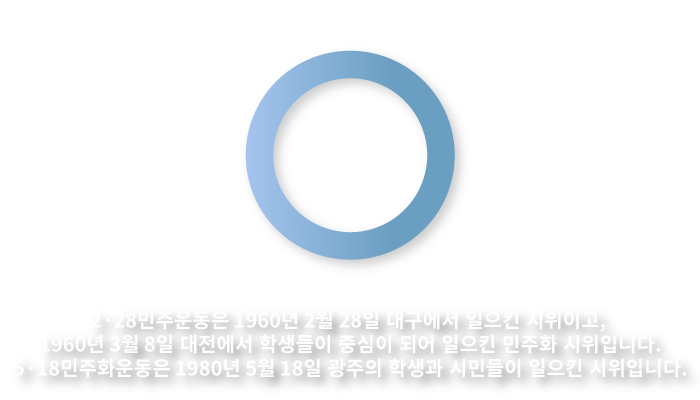 2·28민주운동은 1960년 2월 28일 대구에서 일으킨 시위이고,
1960년 3월 8일 대전에서 학생들이 중심이 되어 일으킨 민주화 시위입니다.
5·18민주화운동은 1980년 5월 18일 광주의 학생과 시민들이 일으킨 시위입니다.